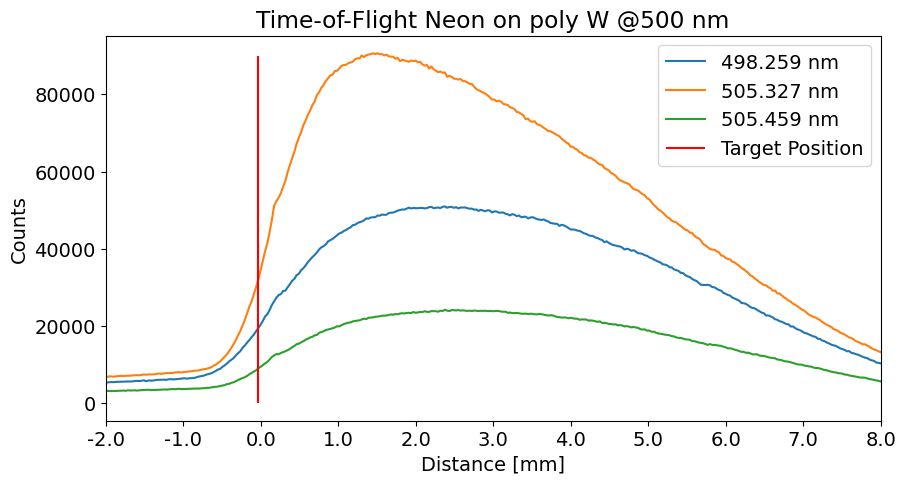 Time-of-Flight Neon on poly W @500 nm
498.259 nm
505.327 nm
505.459 nm
Target Position
Counts
80000
60000
40000
20000
0
-2.0 -1.0 0.0 1.0 2.0 3.0 4.0 5.0 6.0 7.0 8.0
Distance [mm]